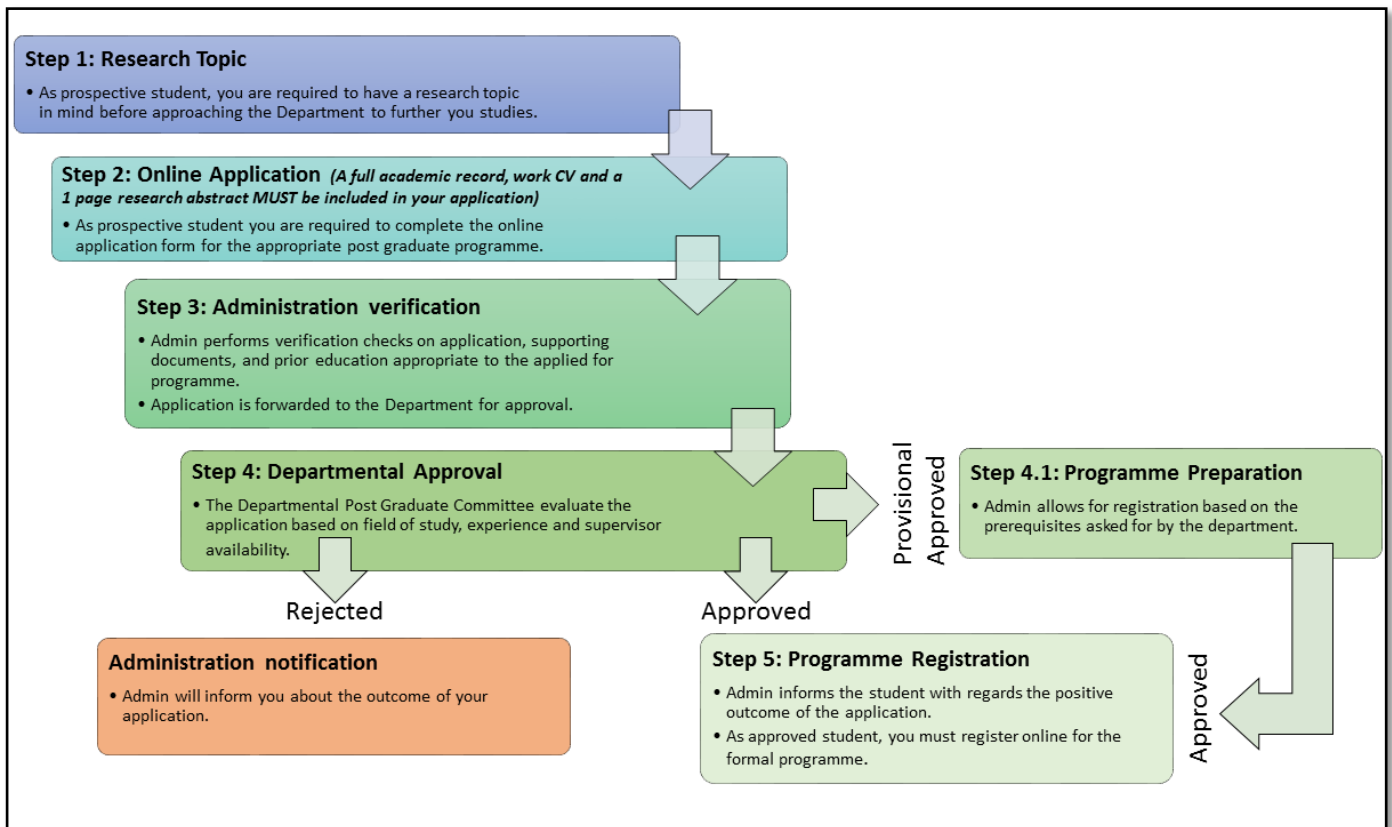 Step 1: Research Topic
• As prospective student, you are required to have a research topic
in mind before approaching the Department to further you studies.
Step 2: Online Application (A full academic record, work CV and a
1 page research abstract MUST be included in your application)
• As prospective student you are required to complete the online
application form for the appropriate post graduate programme.
Step 3: Administration verification
• Admin performs verification checks on application, supporting
documents, and prior education appropriate to the applied for
programme.
• Application is forwarded to the Department for approval.
Step 4: Departmental Approval
• The Departmental Post Graduate Committee evaluate the
application based on field of study, experience and supervisor
availability.
Provisional
Approved
Step 4.1: Programme Preparation
• Admin allows for registration based on the
prerequisites asked for by the department.
Rejected
Approved
Administration notification
• Admin will inform you about the outcome of your
application.
Step 5: Programme Registration
• Admin informs the student with regards the positive
outcome of the application.
• As approved student, you must register online for the
formal programme.
Approved